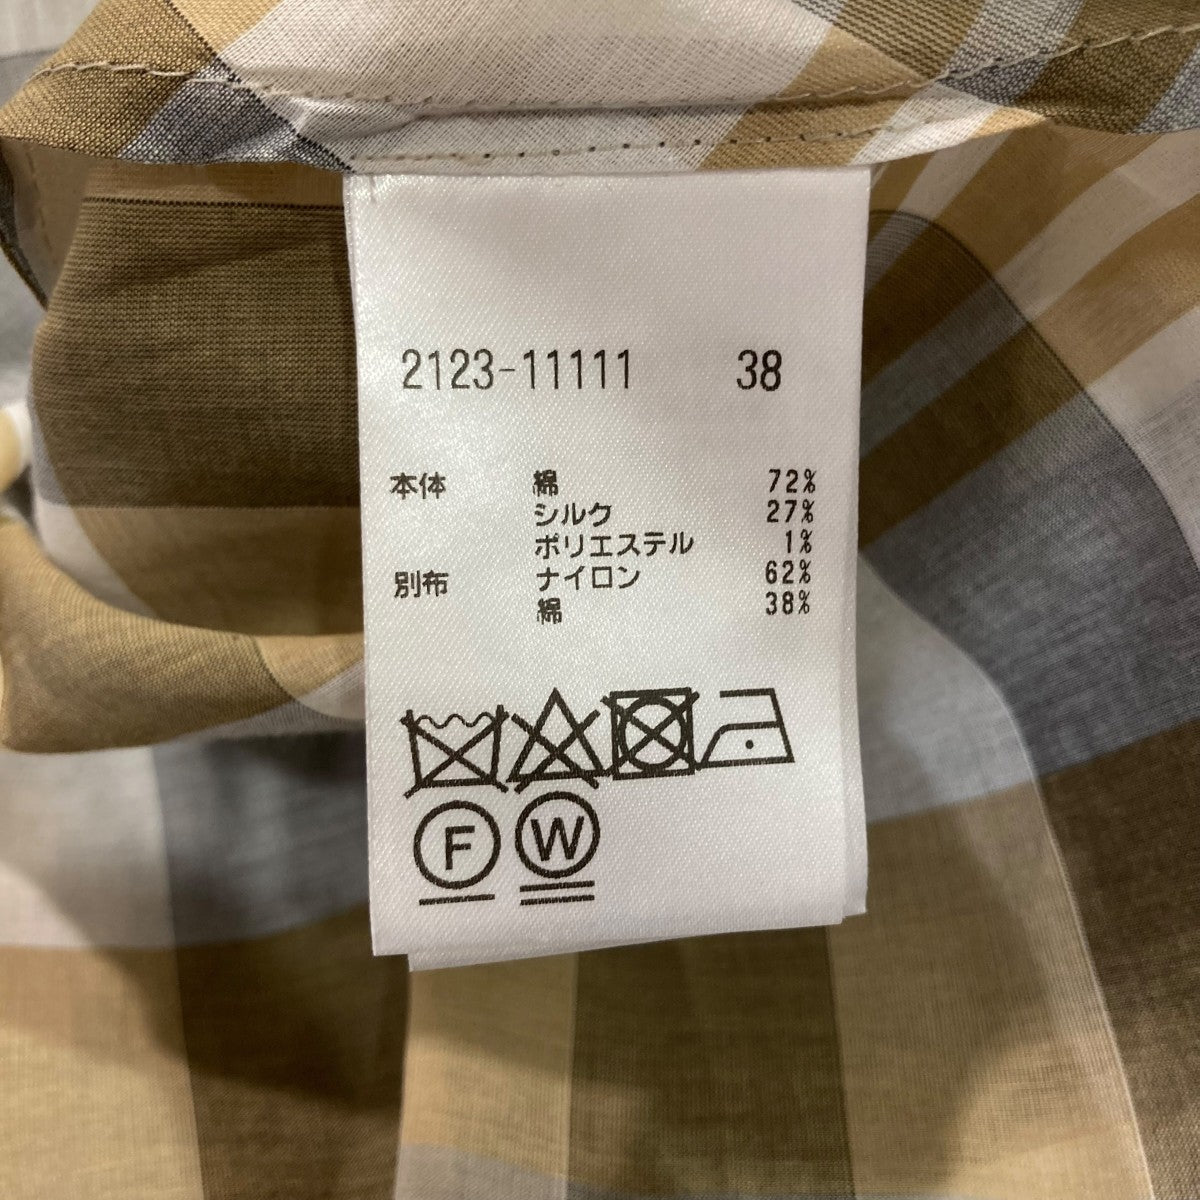 2123-11111 38
本体 綿 72%
シルク 27%
ポリエステル 1%
別布 ナイロン 62%
綿 38%
F W